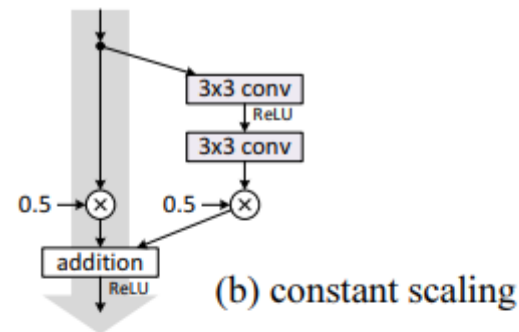 3x3 conv
ReLU
3x3 conv
0.5
0.5
addition
ReLU
(b) constant scaling